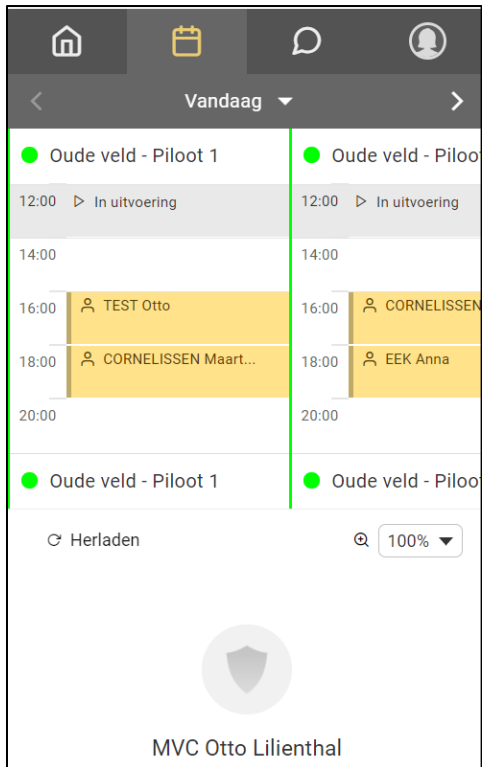 Vandaag
Oude veld - Piloot 1
12:00 In uitvoering
14:00
16:00 TEST Otto
18:00 CORNELISSEN Maart...
20:00
Oude veld - Piloot 1
Oude veld - Piloo
12:00 In uitvoering
14:00
16:00 CORNELISSEN
18:00 EEK Anna
20:00
Oude veld - Piloo
Herladen
100%
MVC Otto Lilienthal